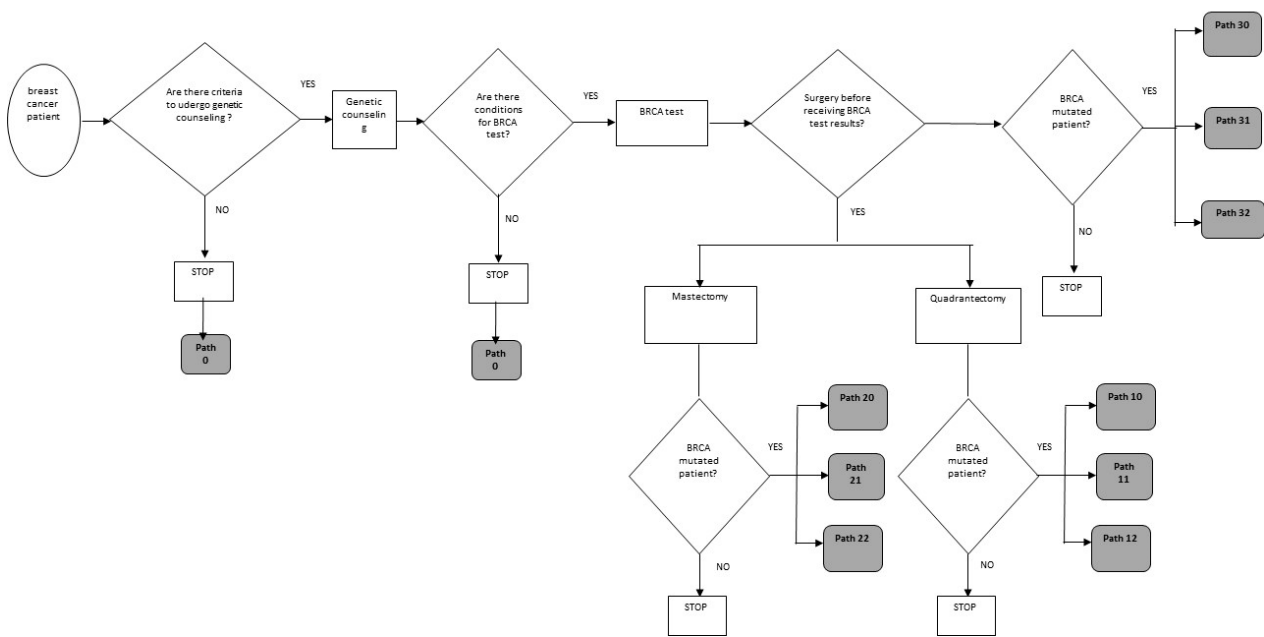 breast
cancer
patient
Are there criteria
to udergo genetic
counseling ?
YES
NO
STOP
Path
0
Genetic
counselin
g
Are there
conditions
for BRCA
test?
YES
NO
STOP
Path
0
BRCA test
Surgery before
receiving BRCA
test results?
YES
Mastectomy
BRCA
mutated
patient?
YES
Path 20
Path
21
Path 22
NO
STOP
Quadrantectomy
BRCA
mutated
patient?
YES
Path 10
Path
11
Path 12
NO
STOP
BRCA
mutated
patient?
YES
Path 30
Path 31
Path 32
NO
STOP